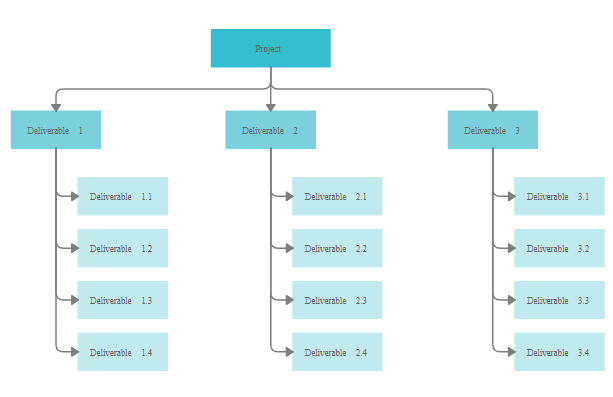 Project
Deliverable 1
Deliverable 2
Deliverable 3
Deliverable 1.1
Deliverable 2.1
Deliverable 3.1
Deliverable 1.2
Deliverable 2.2
Deliverable 3.2
Deliverable 1.3
Deliverable 2.3
Deliverable 3.3
Deliverable 1.4
Deliverable 2.4
Deliverable 3.4